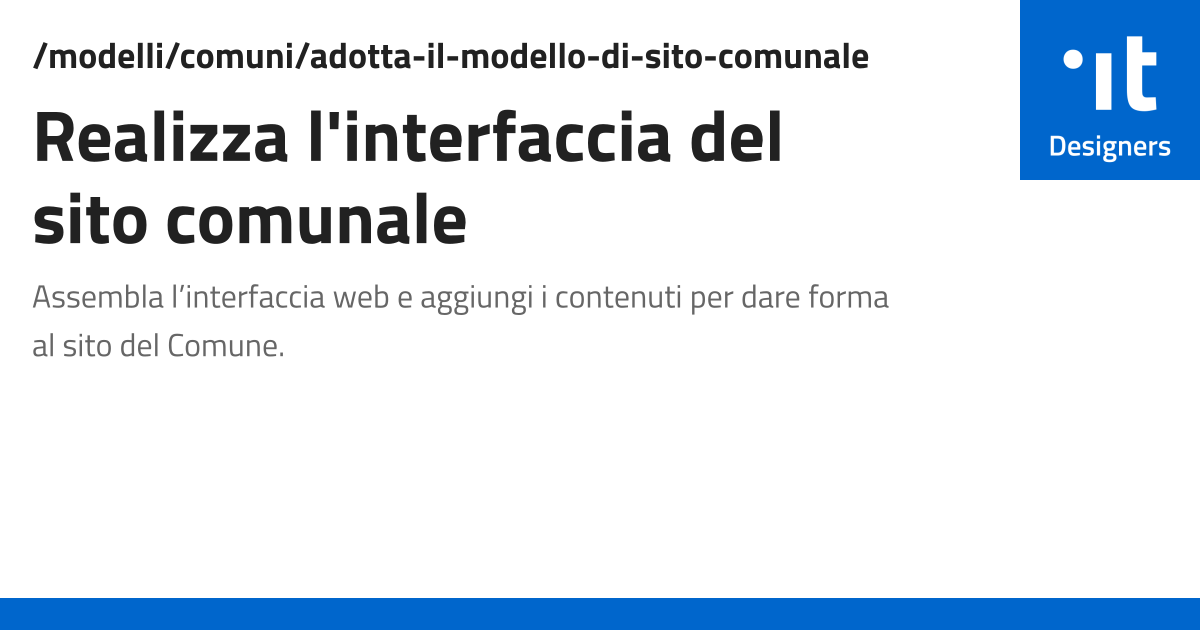 /modelli/comuni/adotta-il-modello-di-sito-comunale
Realizza l'interfaccia del
sito comunale
Assembla l’interfaccia web e aggiungi i contenuti per dare forma
al sito del Comune.
it
Designers